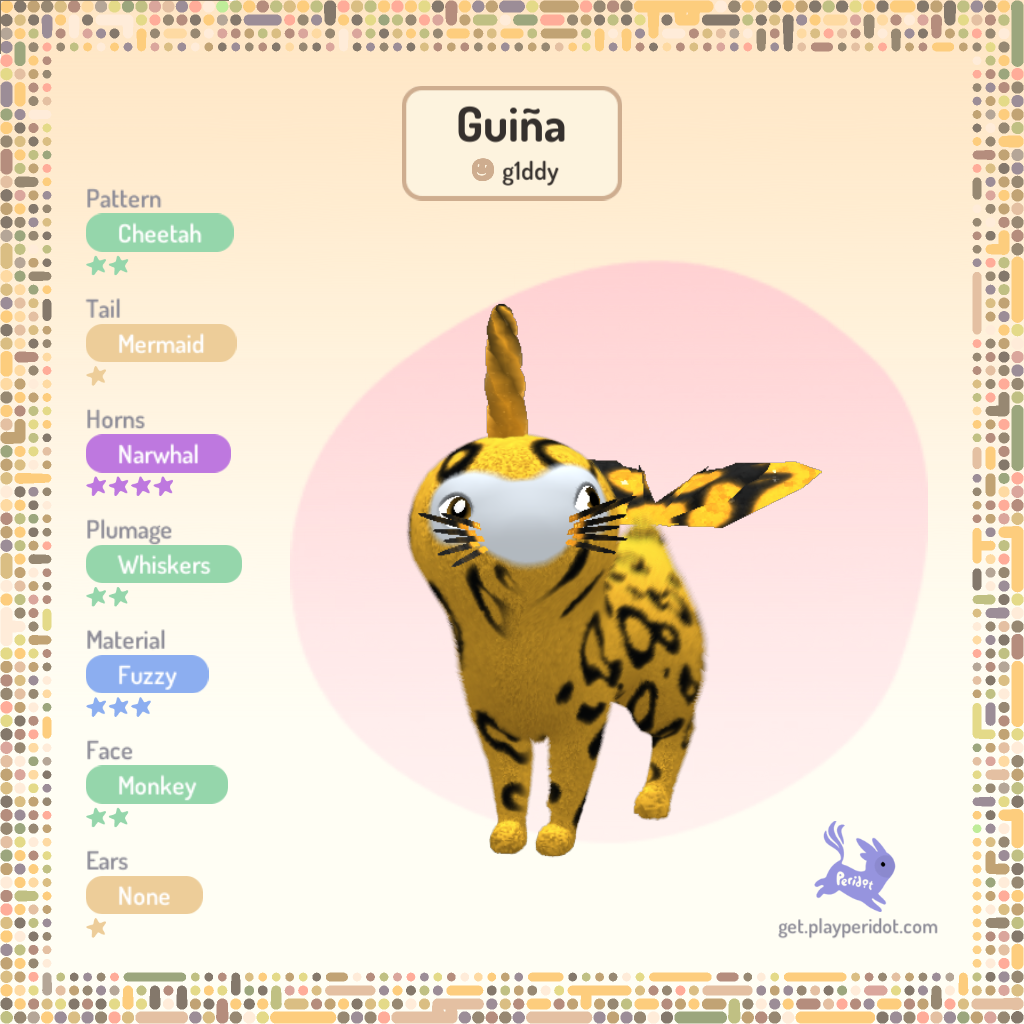 Guiña
g1ddy
Pattern
Cheetah
Tail
Mermaid
Horns
Narwhal
Plumage
Whiskers
Material
Fuzzy
Face
Monkey
Ears
None
Peridot
get.playperidot.com